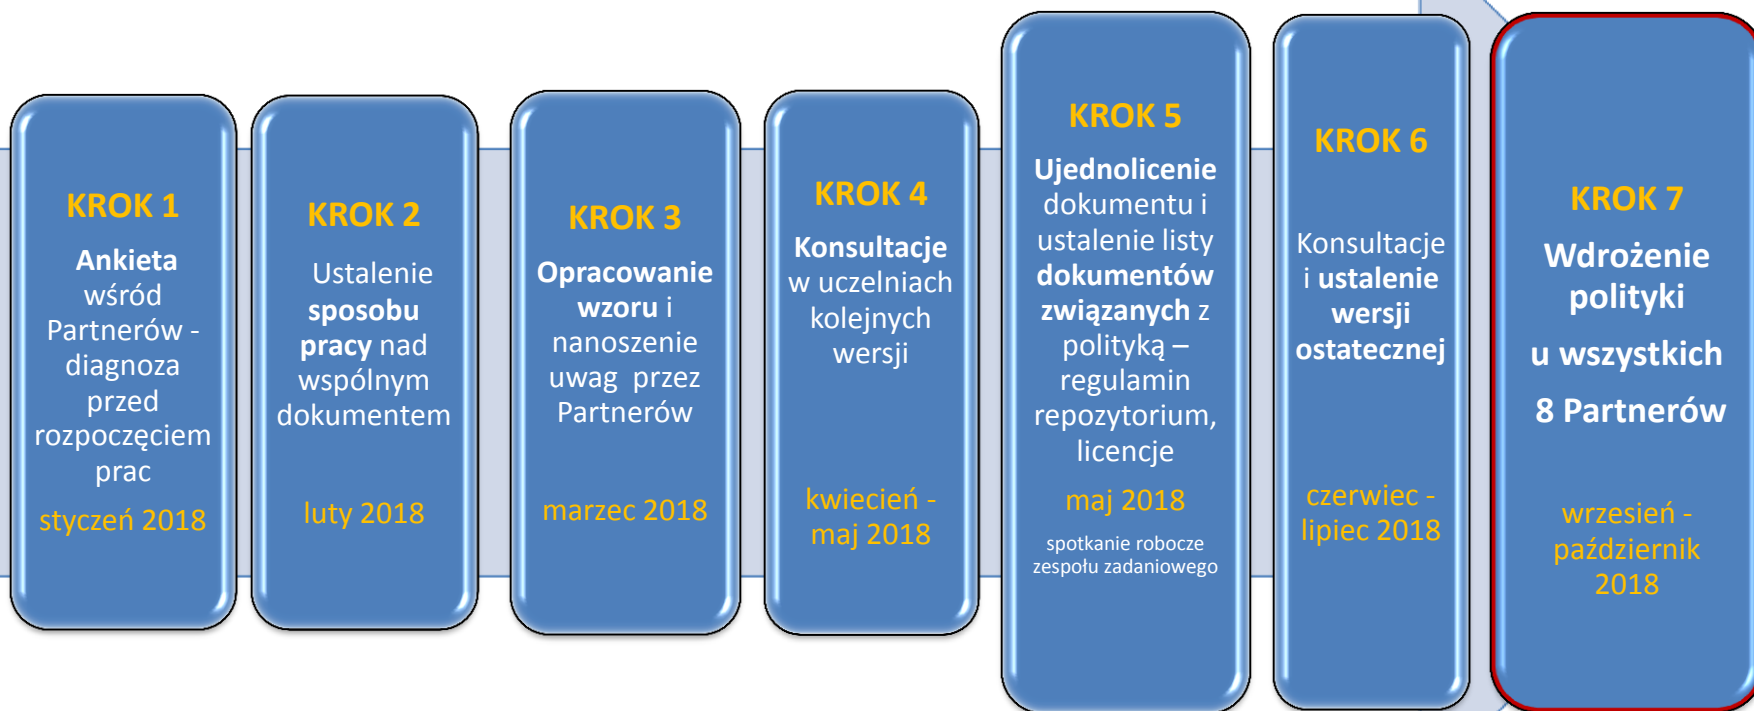 KROK 1
Ankieta
wśród
Partnerów -
diagnoza
przed
rozpoczęciem
prac
styczeń 2018
KROK 2
Ustalenie
sposobu
pracy nad
wspólnym
dokumentem
luty 2018
KROK 3
Opracowanie
wzoru i
nanoszenie
uwag przez
Partnerów
marzec 2018
KROK 4
Konsultacje
w uczelniach
kolejnych
wersji
kwiecień -
maj 2018
KROK 5
Ujednolicenie
dokumentu i
ustalenie listy
dokumentów
związanych z
polityką –
regulamin
repozytorium,
licencje
maj 2018
spotkanie robocze
zespołu zadaniowego
KROK 6
Konsultacje
i ustalenie
wersji
ostatecznej
czerwiec -
lipiec 2018
KROK 7
Wdrożenie
polityki
u wszystkich
8 Partnerów
wrzesień -
październik
2018